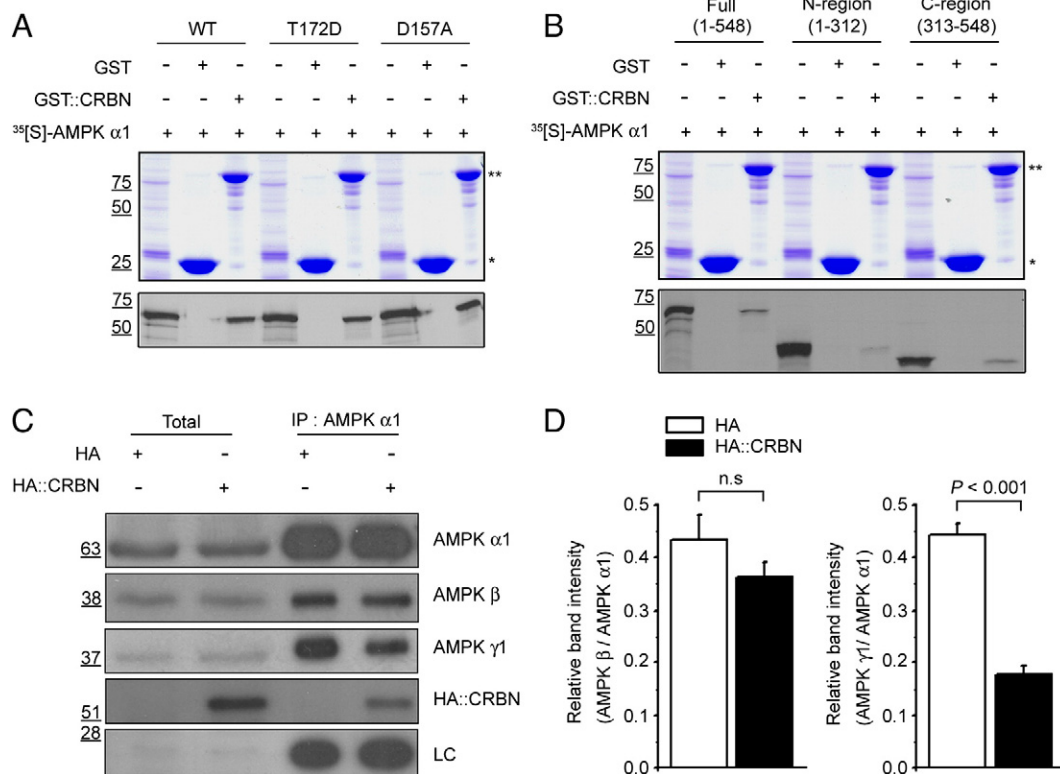 A
WT T172D D157A
GST - + - - + - - + -
GST::CRBN - - + - - + - - +
³⁵[S]-AMPK α1 + + + + + + + + +
75
50
25
**
*
75
50
B
Full N-region C-region
(1-548) (1-312) (313-548)
GST - + - - + - - + -
GST::CRBN - - + - - + - - +
³⁵[S]-AMPK α1 + + + + + + + + +
75
50
25
**
*
75
50
C
Total IP : AMPK α1
HA + - + -
HA::CRBN - + - +
63 AMPK α1
38 AMPK β
37 AMPK γ1
51 HA::CRBN
28 LC
D
HA
HA::CRBN
n.s
Relative band intensity
(AMPK β / AMPK α1)
0.5
0.4
0.3
0.2
0.1
0.0
P < 0.001
Relative band intensity
(AMPK γ1/ AMPK α1)
0.5
0.4
0.3
0.2
0.1
0.0